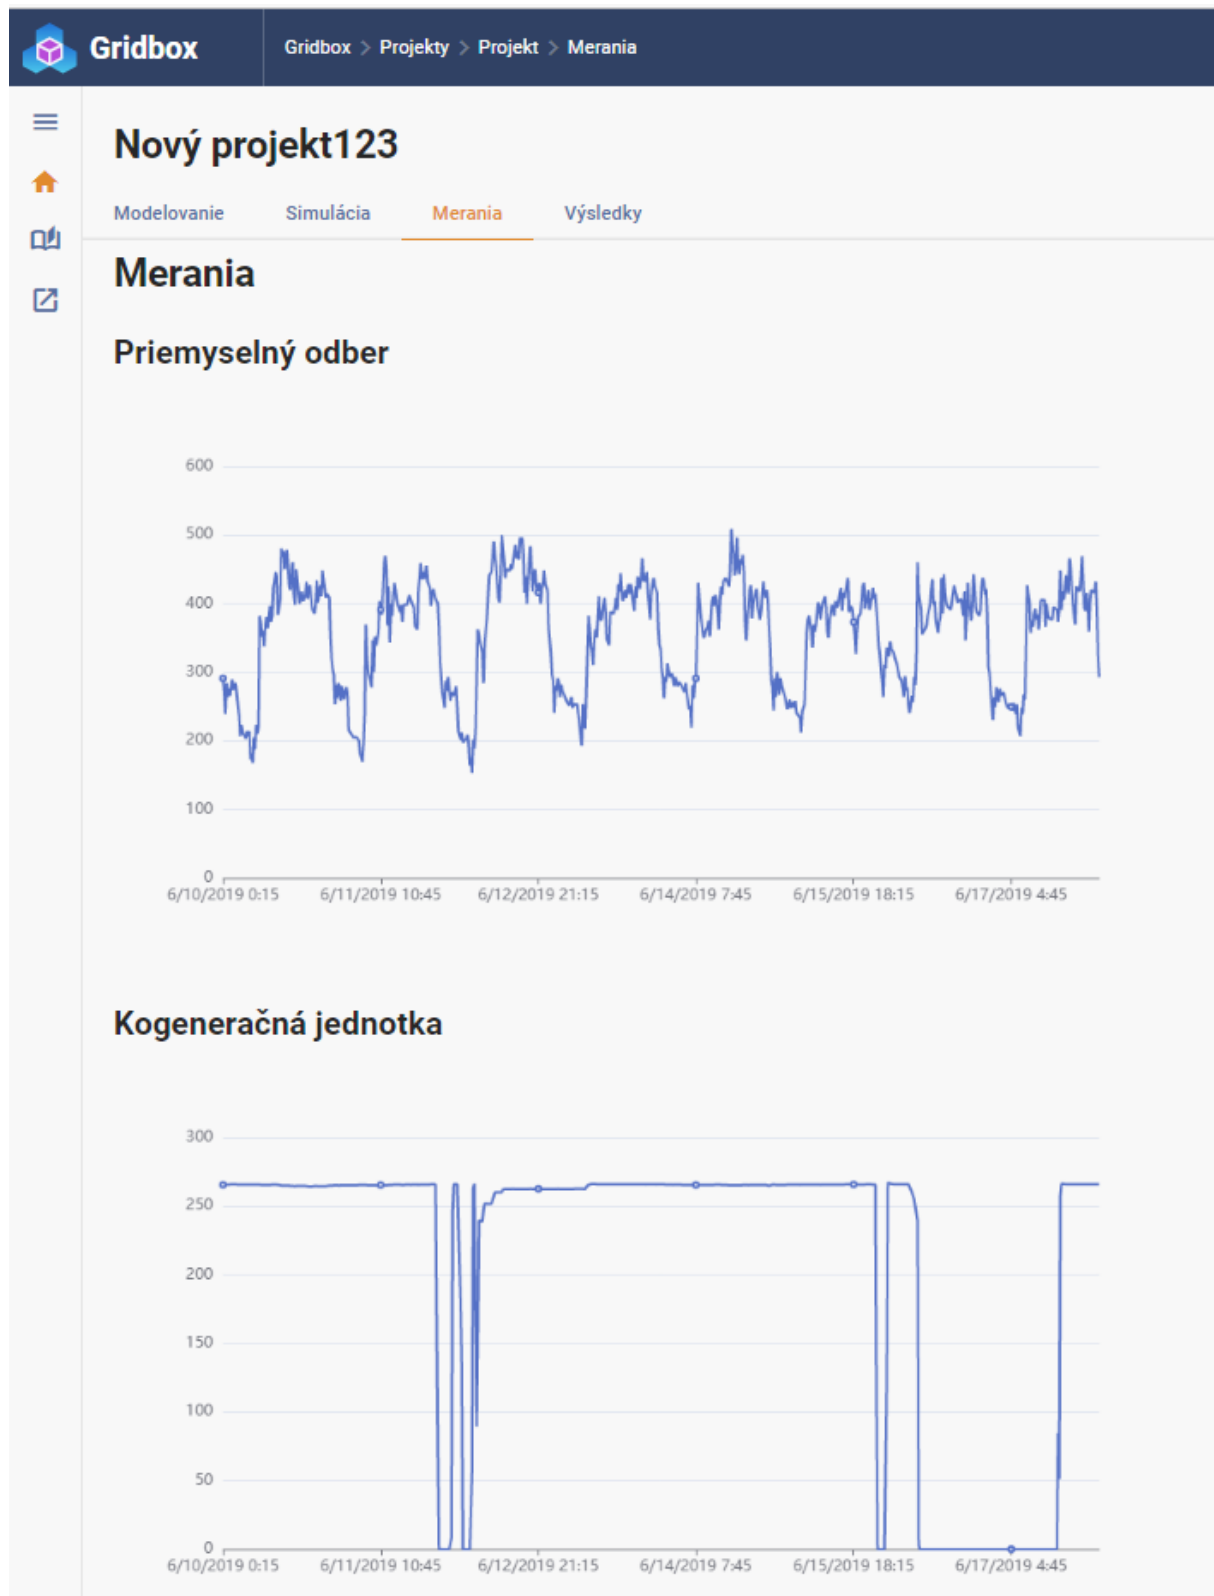 Gridbox
Gridbox > Projekty > Projekt > Merania
Nový projekt123
Modelovanie Simulácia Merania Výsledky
Merania
Priemyselný odber
600
500
400
300
200
100
0
6/10/2019 0:15 6/11/2019 10:45 6/12/2019 21:15 6/14/2019 7:45 6/15/2019 18:15 6/17/2019 4:45
Kogeneračná jednotka
300
250
200
150
100
50
0
6/10/2019 0:15 6/11/2019 10:45 6/12/2019 21:15 6/14/2019 7:45 6/15/2019 18:15 6/17/2019 4:45